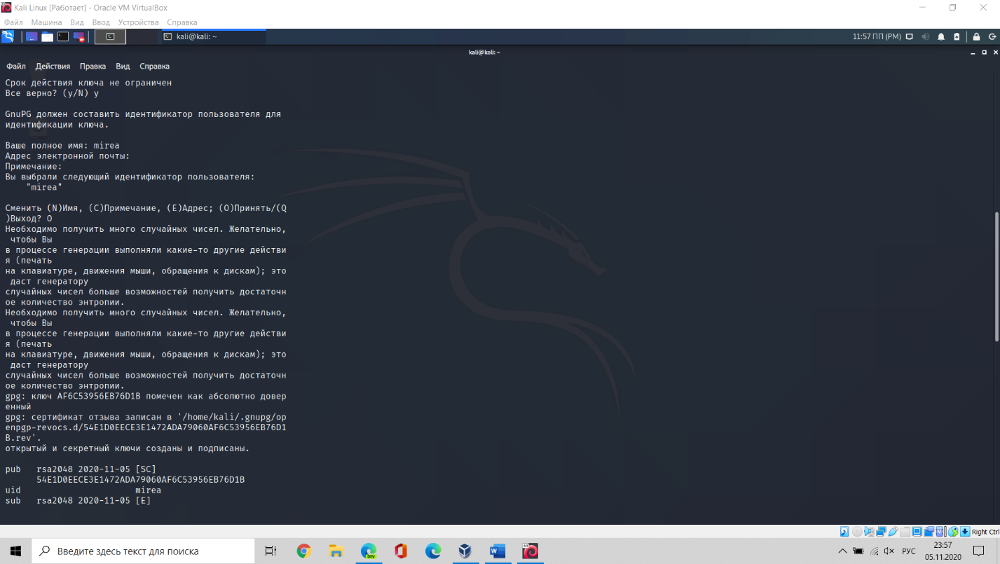 Kali Linux [Работает] - Oracle VM VirtualBox
Файл Машина Вид Ввод Устройства Справка
kali@kali: ~ 11:57 ПП (PM)
kali@kali: ~
Файл Действия Правка Вид Справка
Срок действия ключа не ограничен
Все верно? (y/N) y
GnuPG должен составить идентификатор пользователя для
идентификации ключа.
Ваше полное имя: mirea
Адрес электронной почты:
Примечание:
Вы выбрали следующий идентификатор пользователя:
"mirea"
Сменить (N)Имя, (C)Примечание, (E)Адрес; (O)Принять/(Q
)Выход? O
Необходимо получить много случайных чисел. Желательно,
чтобы Вы
в процессе генерации выполняли какие-то другие действи
я (печать
на клавиатуре, движения мыши, обращения к дискам); это
даст генератору
случайных чисел больше возможностей получить достаточн
ое количество энтропии.
Необходимо получить много случайных чисел. Желательно,
чтобы Вы
в процессе генерации выполняли какие-то другие действи
я (печать
на клавиатуре, движения мыши, обращения к дискам); это
даст генератору
случайных чисел больше возможностей получить достаточн
ое количество энтропии.
gpg: ключ AF6C53956EB76D1B помечен как абсолютно довер
енный
gpg: сертификат отзыва записан в '/home/kali/.gnupg/op
enpgp-revocs.d/54E1D0EECE3E1472ADA79060AF6C53956EB76D1
B.rev'.
открытый и секретный ключи созданы и подписаны.
pub rsa2048 2020-11-05 [SC]
54E1D0EECE3E1472ADA79060AF6C53956EB76D1B
uid mirea
sub rsa2048 2020-11-05 [E]
Right Ctrl
Введите здесь текст для поиска
DEV
РУС
23:57
05.11.2020